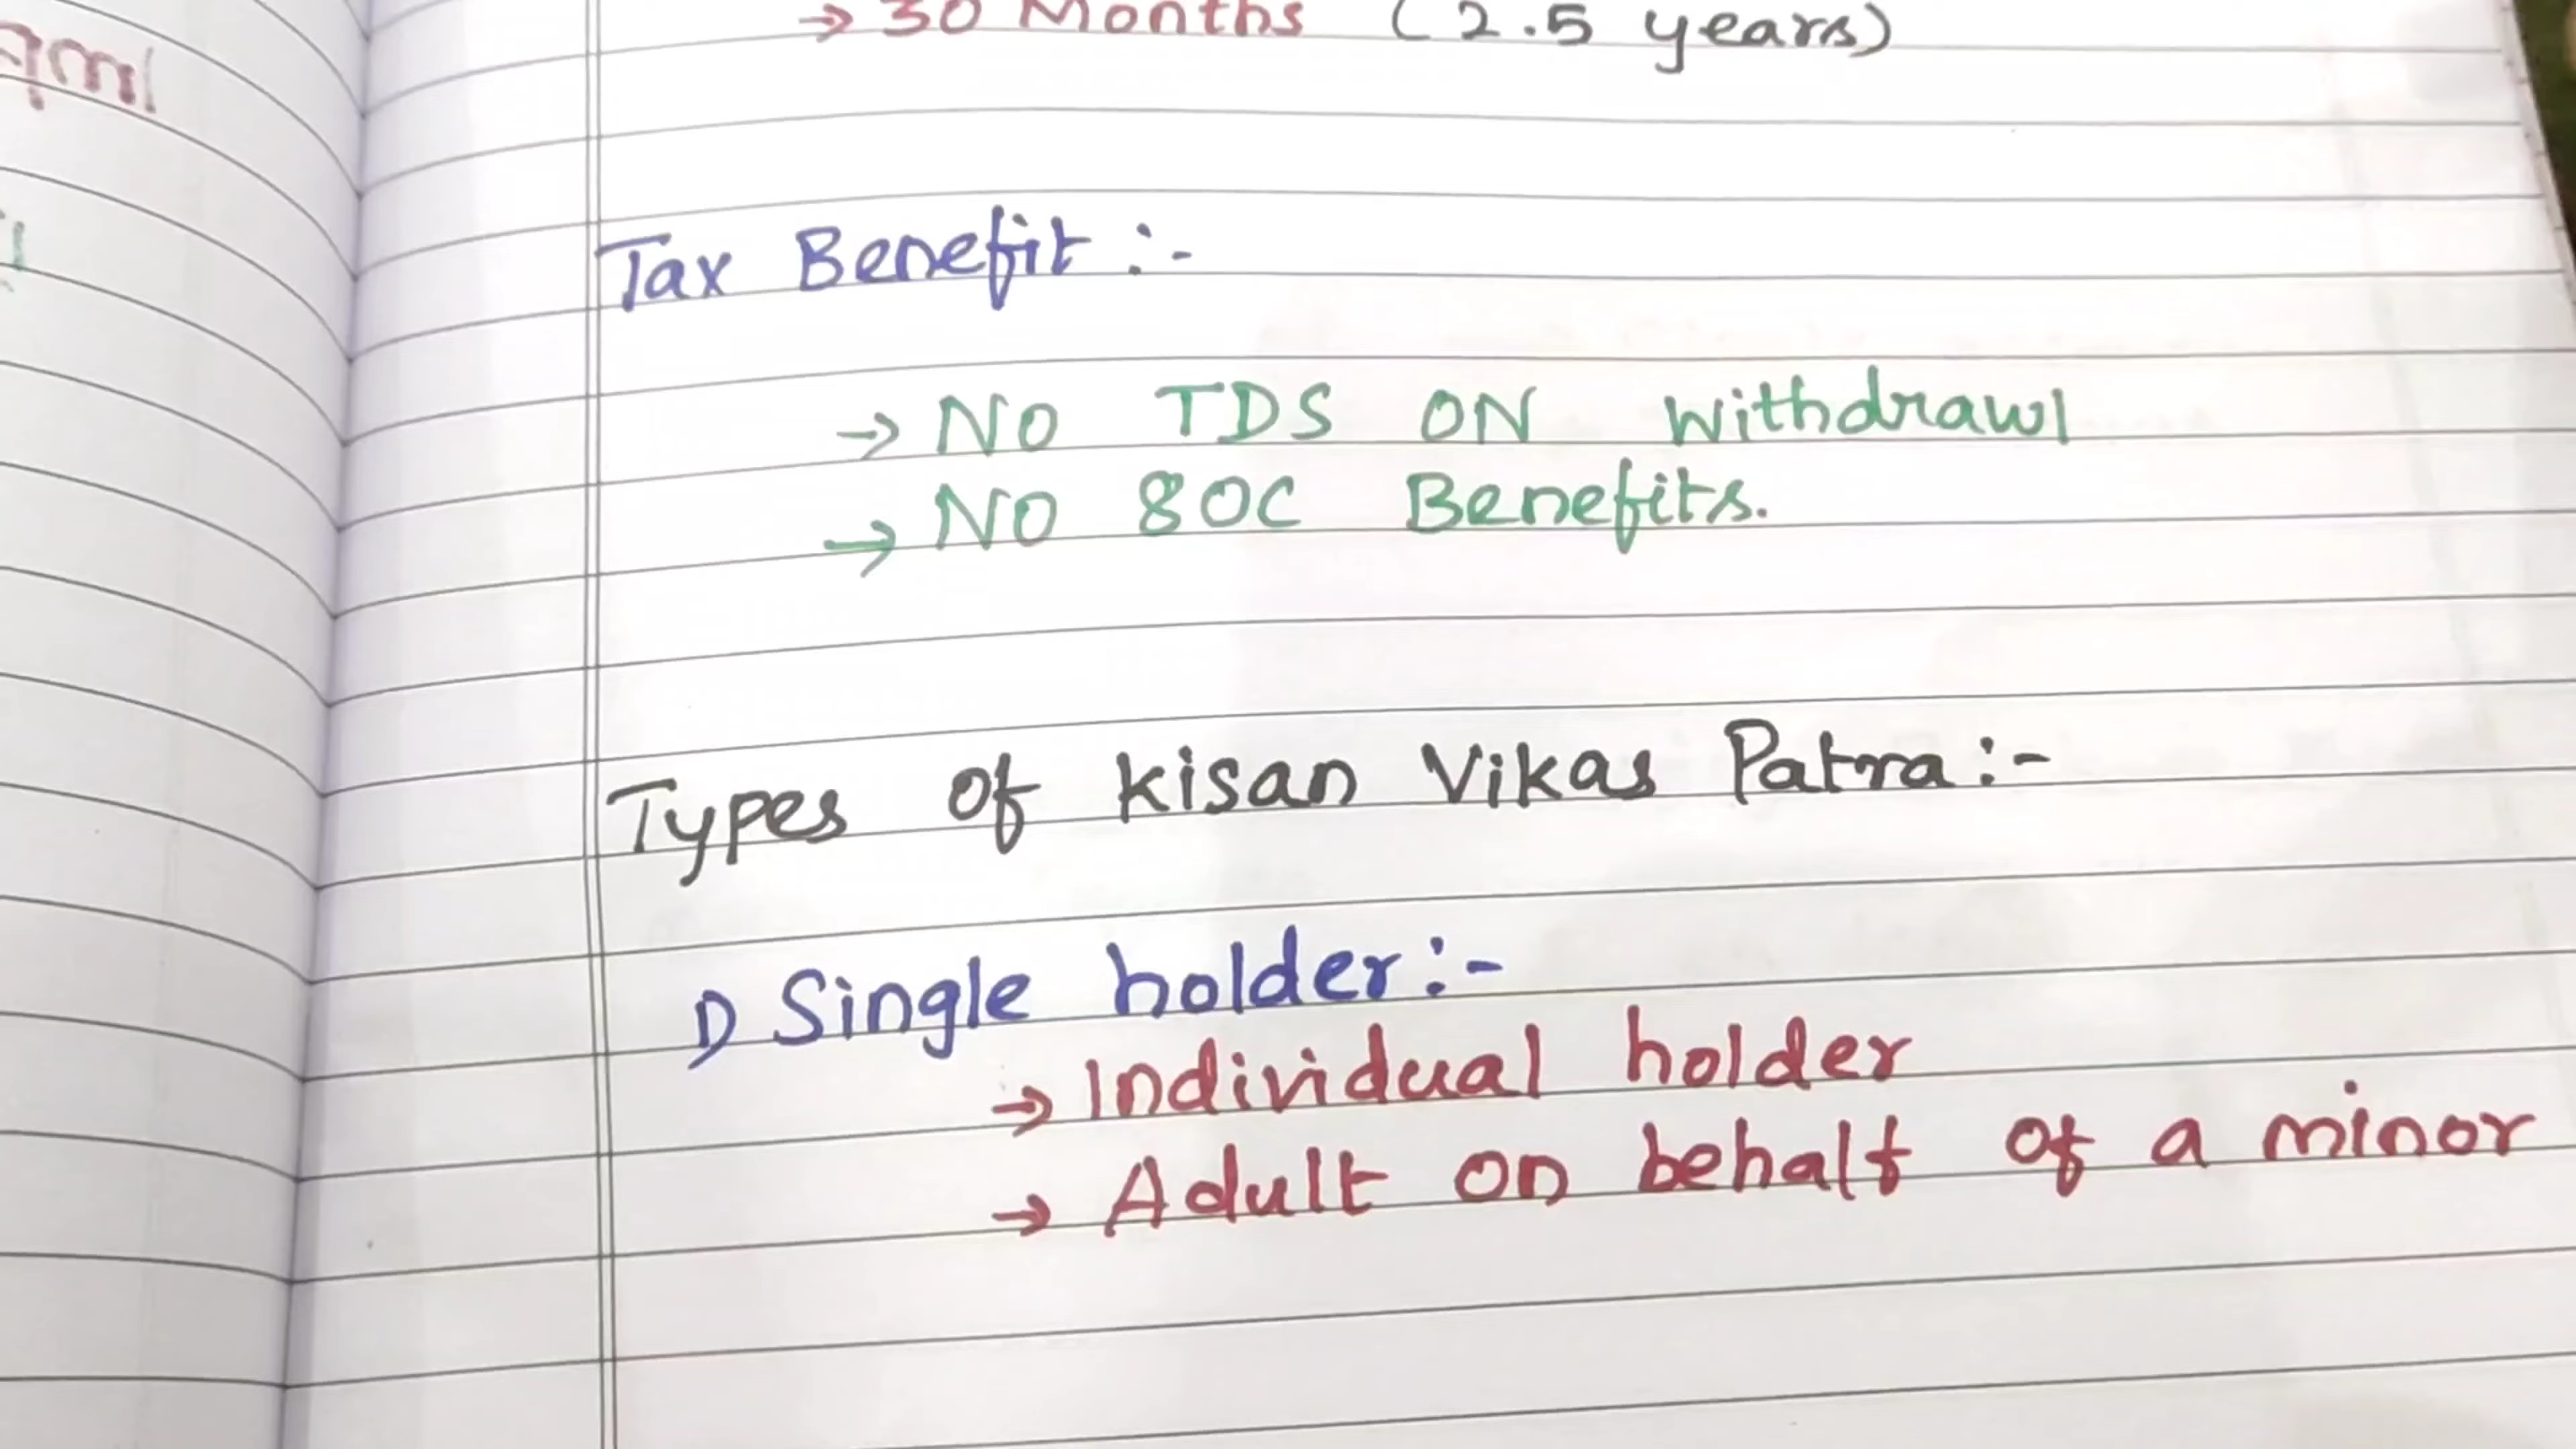 → 30 Months (2.5 years)
Tax Benefit :-
→ NO TDS ON Withdrawl
→ NO 80C Benefits.
Types of Kisan Vikas Patra:-
1) Single holder:-
→ Individual holder
→ Adult on behalf of a minor